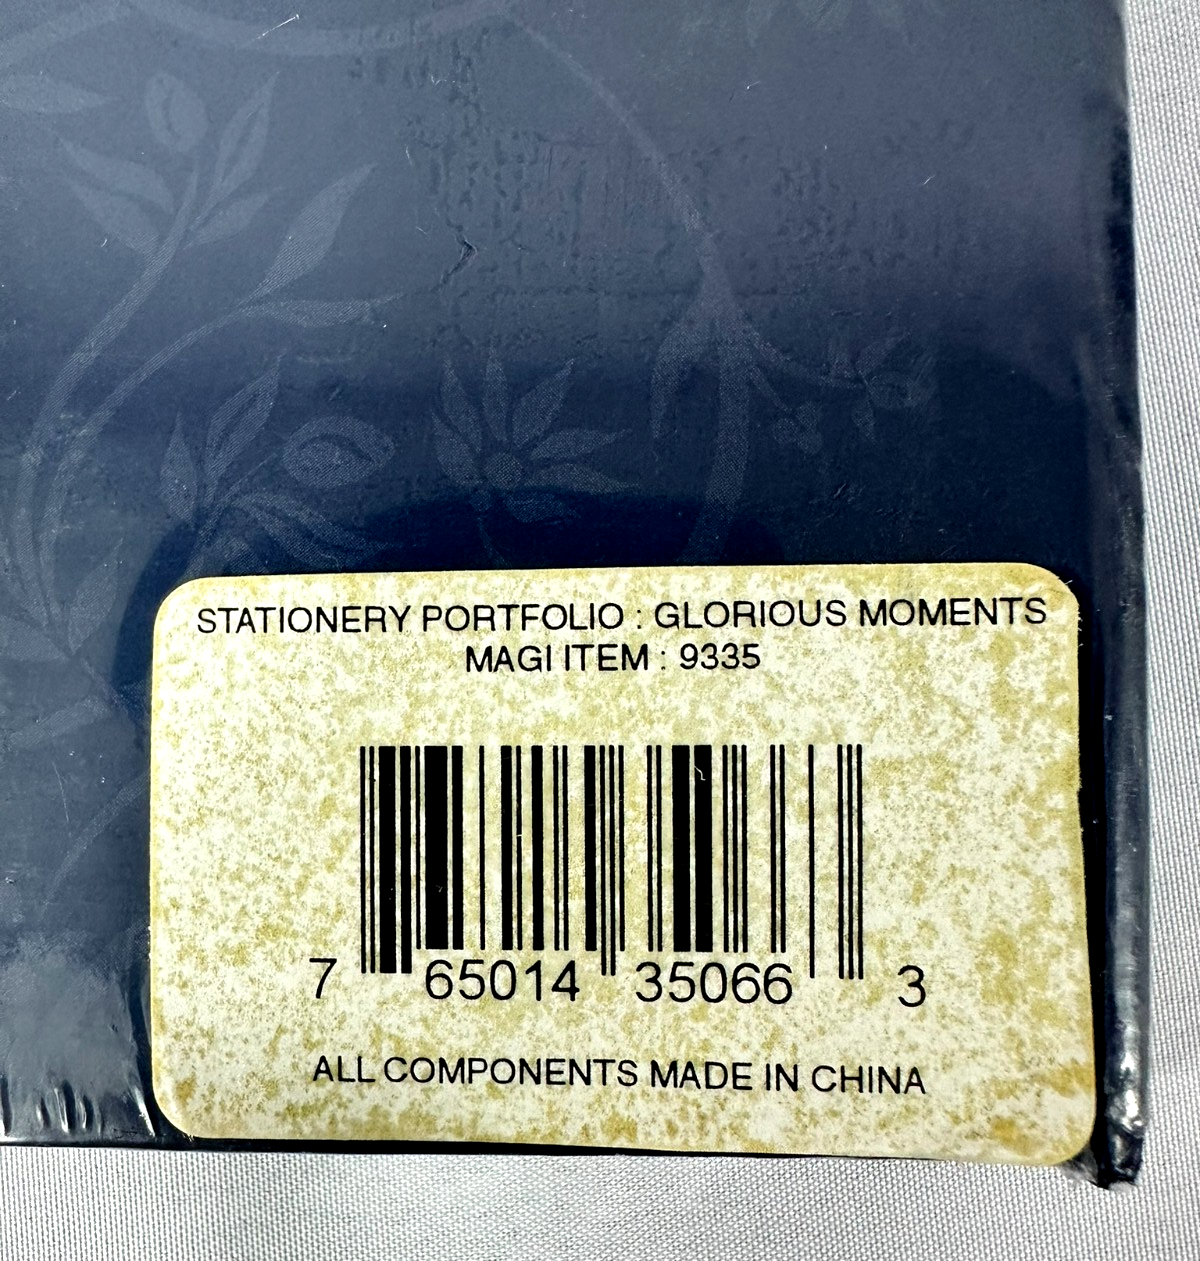 STATIONERY PORTFOLIO : GLORIOUS MOMENTS
MAGI ITEM : 9335
7 65014 35066 3
ALL COMPONENTS MADE IN CHINA